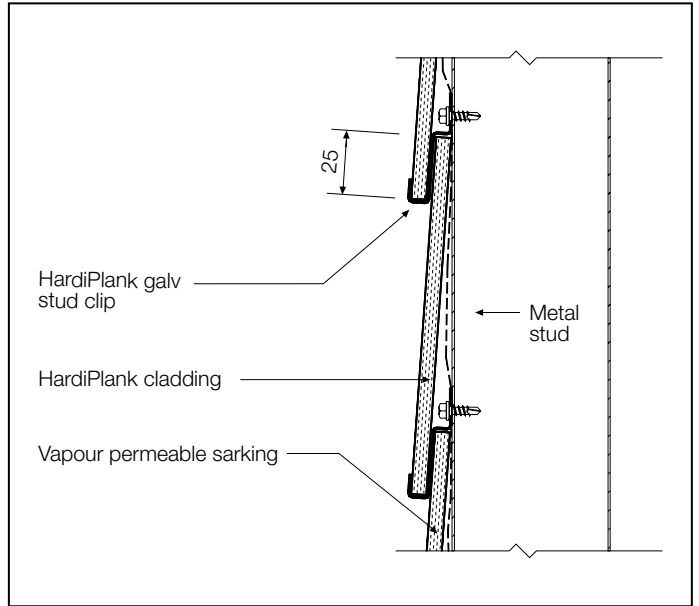 25
HardiPlank galv
stud clip
Metal
stud
HardiPlank cladding
Vapour permeable sarking